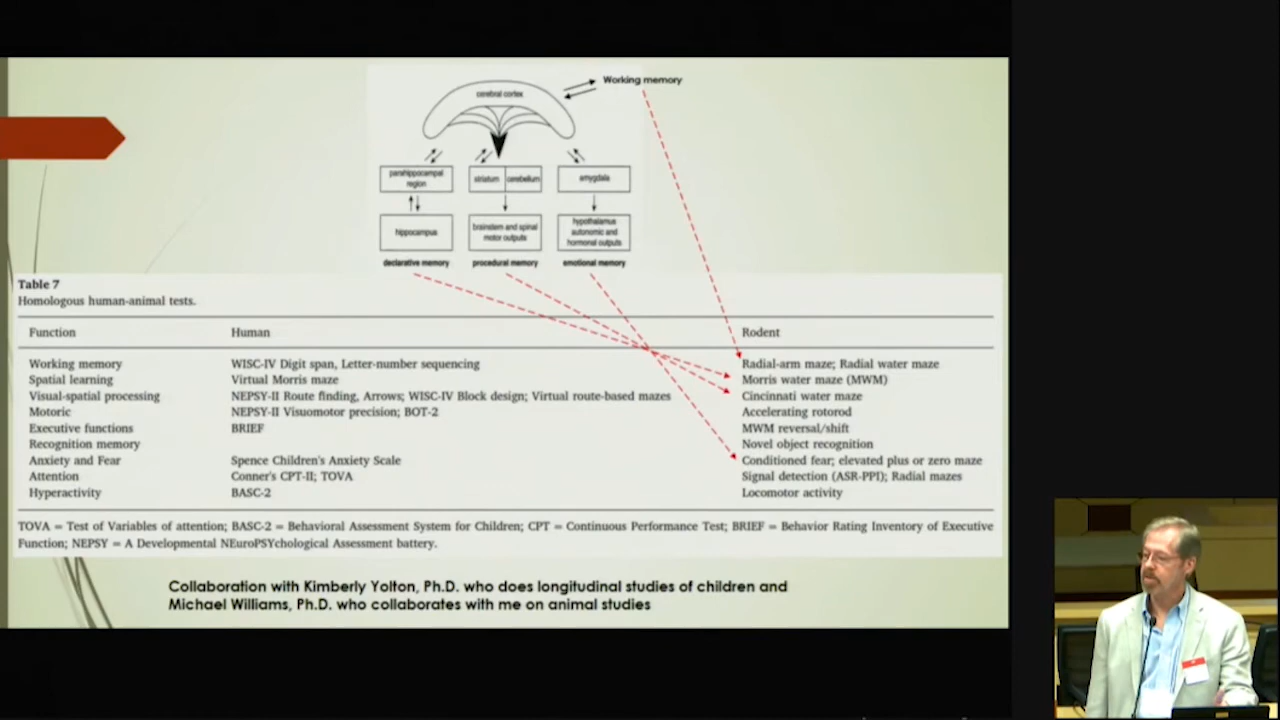 Working memory
cerebral cortex
parahippocampal region
striatum cerebellum
amygdala
hippocampus
brainstem and spinal motor outputs
hypothalamus autonomic and hormonal outputs
declarative memory procedural memory emotional memory
Table 7
Homologous human-animal tests.
Function Human Rodent
Working memory WISC-IV Digit span, Letter-number sequencing Radial-arm maze; Radial water maze
Spatial learning Virtual Morris maze Morris water maze (MWM)
Visual-spatial processing NEPSY-II Route finding, Arrows; WISC-IV Block design; Virtual route-based mazes Cincinnati water maze
Motoric NEPSY-II Visuomotor precision; BOT-2 Accelerating rotorod
Executive functions BRIEF MWM reversal/shift
Recognition memory Novel object recognition
Anxiety and Fear Spence Children's Anxiety Scale Conditioned fear; elevated plus or zero maze
Attention Conner's CPT-II; TOVA Signal detection (ASR-PPI); Radial mazes
Hyperactivity BASC-2 Locomotor activity
TOVA = Test of Variables of attention; BASC-2 = Behavioral Assessment System for Children; CPT = Continuous Performance Test; BRIEF = Behavior Rating Inventory of Executive
Function; NEPSY = A Developmental NEuroPSYchological Assessment battery.
Collaboration with Kimberly Yolton, Ph.D. who does longitudinal studies of children and
Michael Williams, Ph.D. who collaborates with me on animal studies